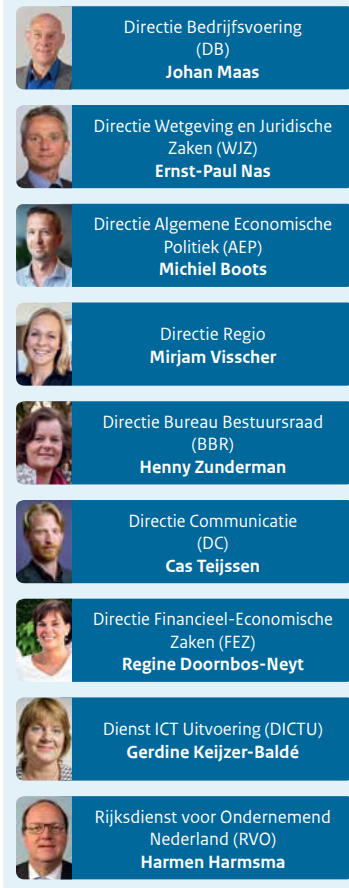 Directie Bedrijfsvoering
(DB)
Johan Maas
Directie Wetgeving en Juridische
Zaken (WJZ)
Ernst-Paul Nas
Directie Algemene Economische
Politiek (AEP)
Michiel Boots
Directie Regio
Mirjam Visscher
Directie Bureau Bestuursraad
(BBR)
Henny Zunderman
Directie Communicatie
(DC)
Cas Teijssen
Directie Financieel-Economische
Zaken (FEZ)
Regine Doornbos-Neyt
Dienst ICT Uitvoering (DICTU)
Gerdine Keijzer-Baldé
Rijksdienst voor Ondernemend
Nederland (RVO)
Harmen Harmsma